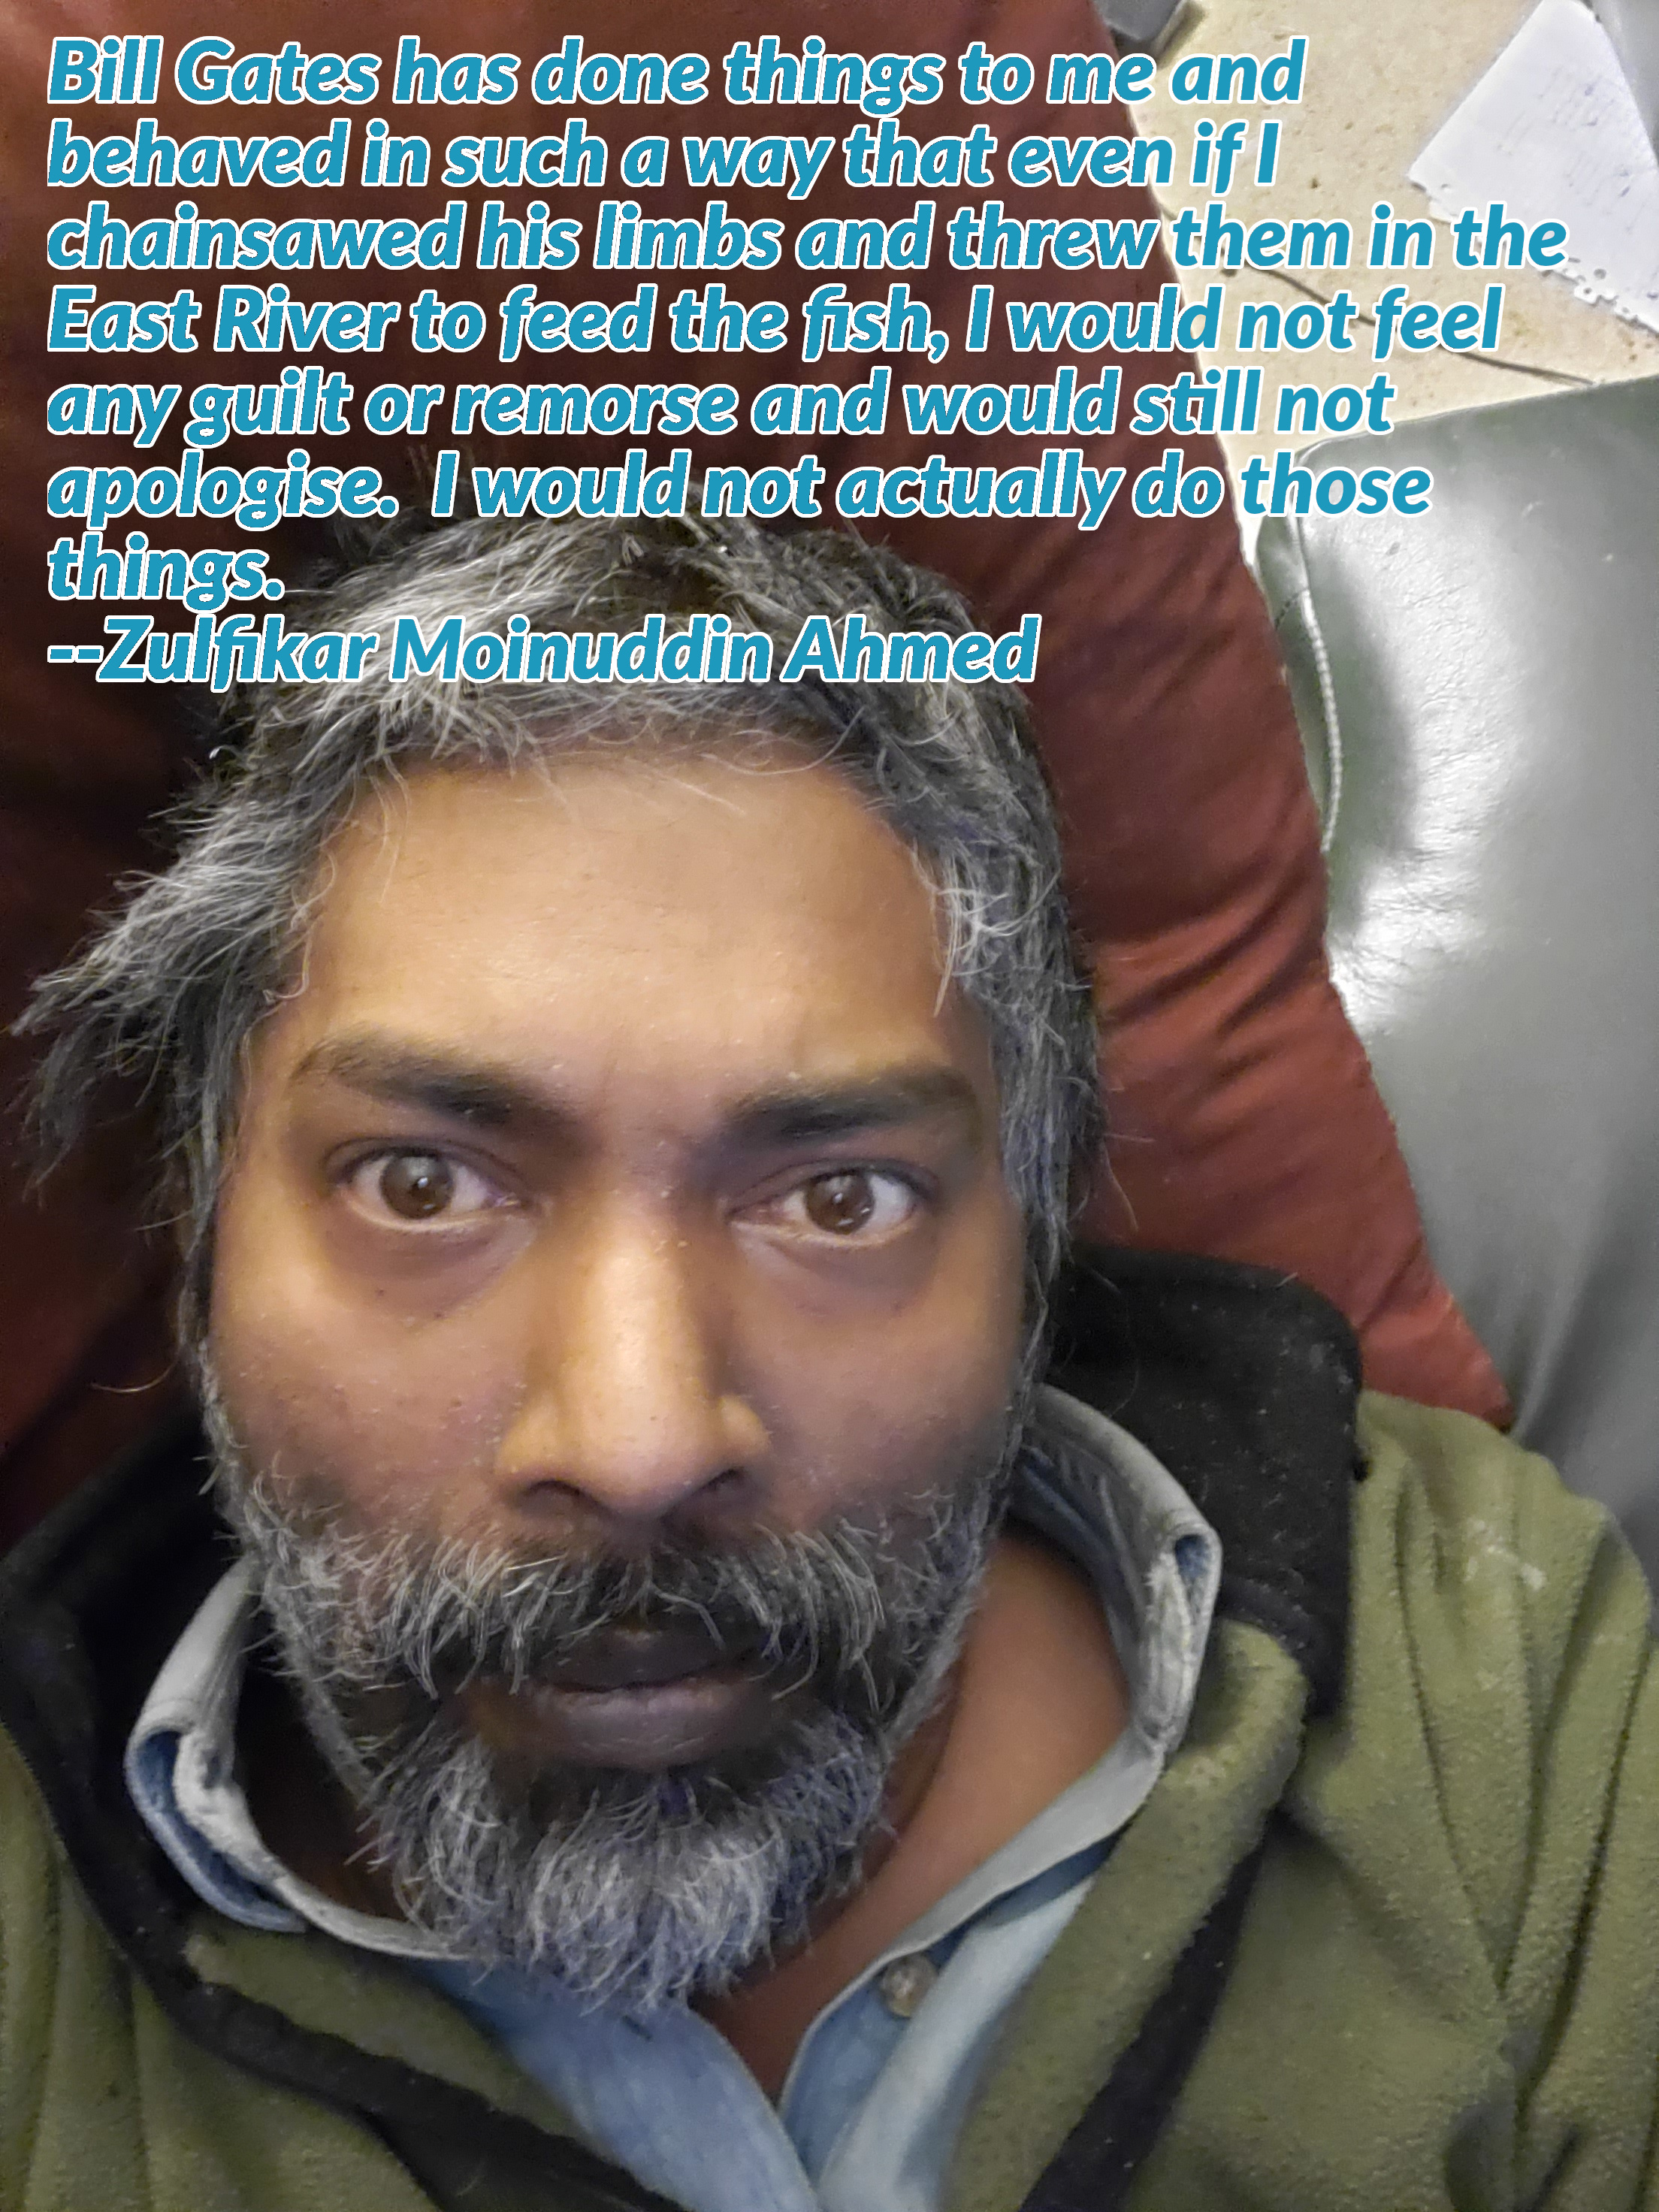 Bill Gates has done things to me and
behaved in such a way that even if I
chainsawed his limbs and threw them in the
East River to feed the fish, I would not feel
any guilt or remorse and would still not
apologise.  I would not actually do those
things.
--Zulfikar Moinuddin Ahmed